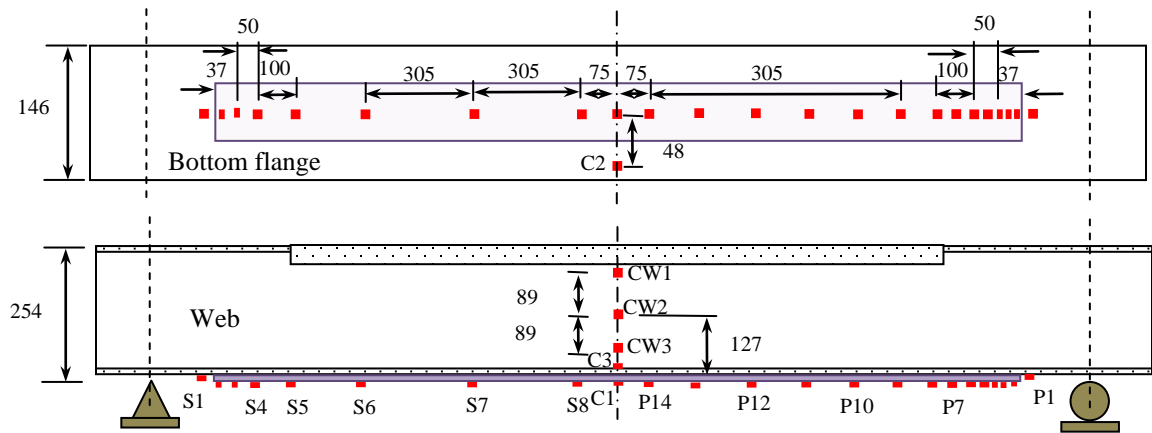 50
50
37
100
305
305
75
75
305
100
37
146
48
C2
Bottom flange
CW1
89
CW2
254
Web
89
CW3
127
C3
S1
S4
S5
S6
S7
S8
C1
P14
P12
P10
P7
P1